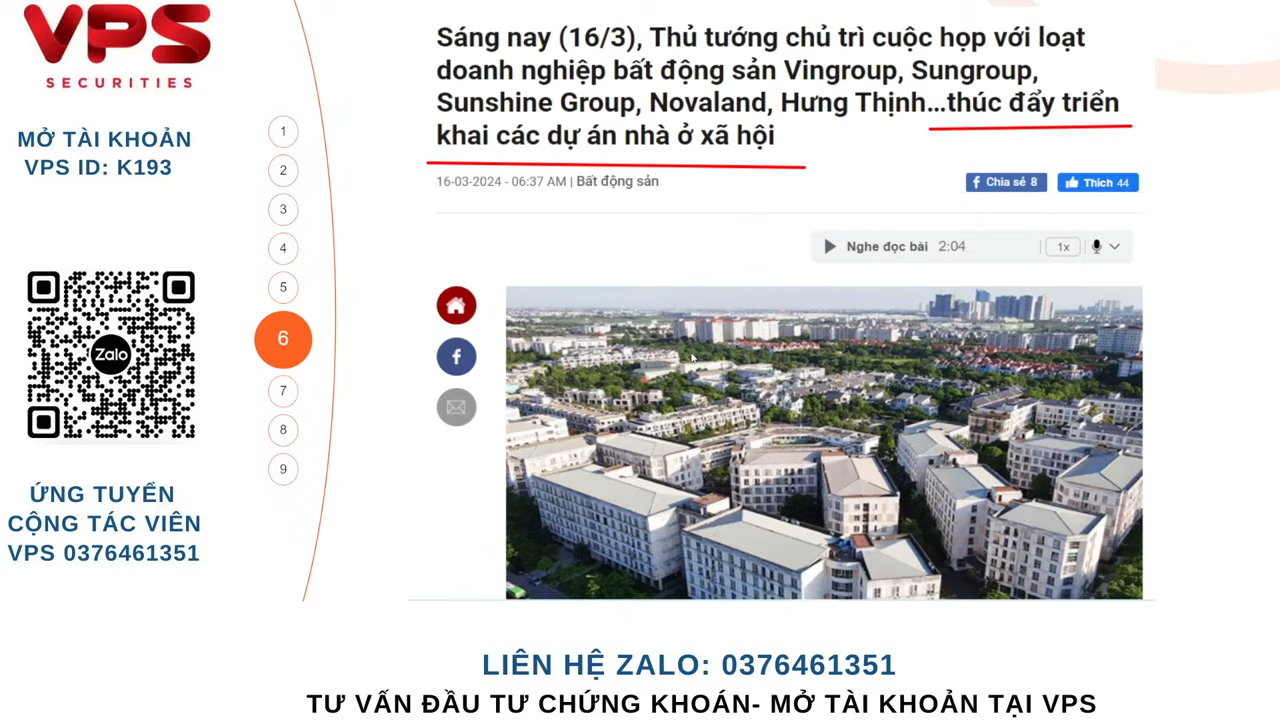 VPS
SECURITIES
MỞ TÀI KHOẢN
VPS ID: K193
Zalo
ỨNG TUYỂN
CỘNG TÁC VIÊN
VPS 0376461351
1
2
3
4
5
6
7
8
9
Sáng nay (16/3), Thủ tướng chủ trì cuộc họp với loạt
doanh nghiệp bất động sản Vingroup, Sungroup,
Sunshine Group, Novaland, Hưng Thịnh...thúc đẩy triển
khai các dự án nhà ở xã hội
16-03-2024 - 06:37 AM | Bất động sản
Chia sẻ 8
Thích 44
Nghe đọc bài 2:04
1x
LIÊN HỆ ZALO: 0376461351
TƯ VẤN ĐẦU TƯ CHỨNG KHOÁN- MỞ TÀI KHOẢN TẠI VPS